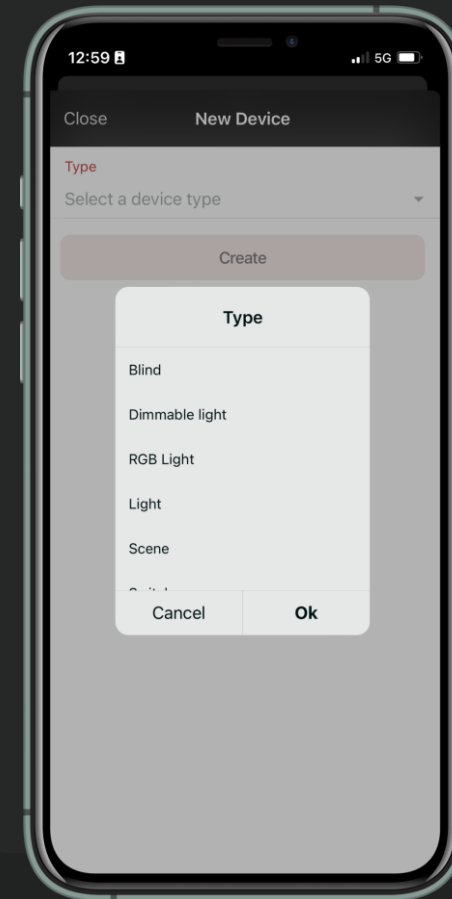 12:59
5G
Close
New Device
Type
Select a device type
Create
Type
Blind
Dimmable light
RGB Light
Light
Scene
Cancel
Ok